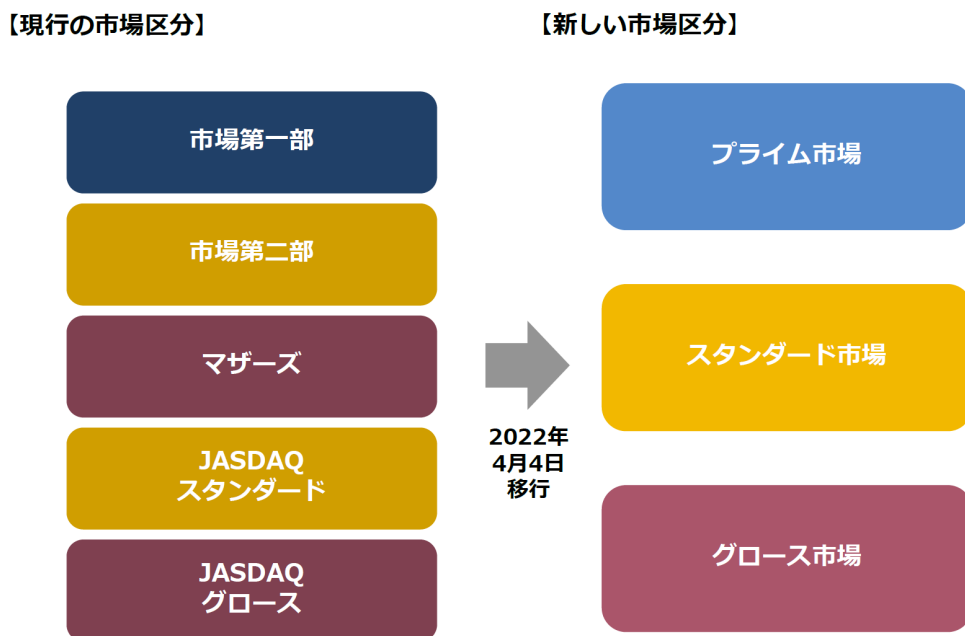 【現行の市場区分】
市場第一部
市場第二部
マザーズ
JASDAQ
スタンダード
JASDAQ
グロース
2022年
4月4日
移行
【新しい市場区分】
プライム市場
スタンダード市場
グロース市場